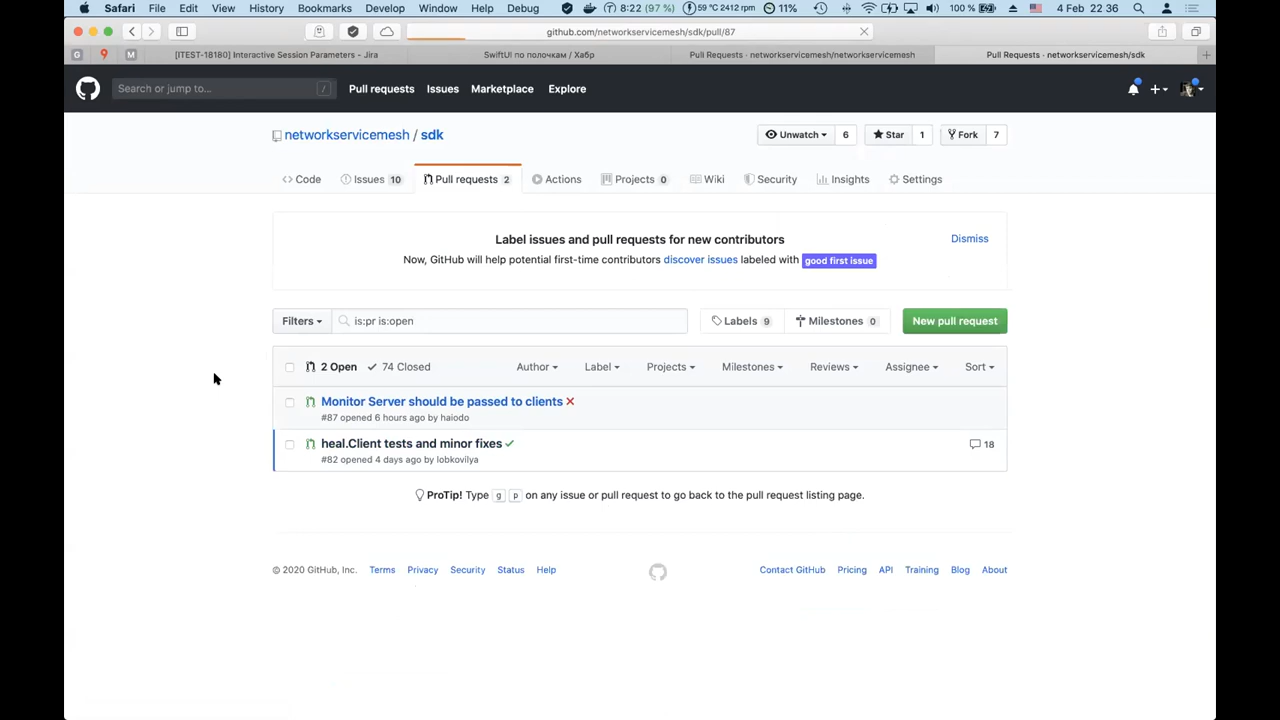 Safari File Edit View History Bookmarks Develop Window Help Debug 8:22 (97 %) 59 °C 2412 rpm 11% 100 % 4 Feb 22 36
github.com/networkservicemesh/sdk/pull/87
G M [ITEST-18180] Interactive Session Parameters - Jira SwiftUI по полочкам / Хабр Pull Requests · networkservicemesh/networkservicemesh Pull Requests · networkservicemesh/sdk +
Search or jump to... / Pull requests Issues Marketplace Explore
networkservicemesh / sdk Unwatch 6 Star 1 Fork 7
Code Issues 10 Pull requests 2 Actions Projects 0 Wiki Security Insights Settings
Label issues and pull requests for new contributors Dismiss
Now, GitHub will help potential first-time contributors discover issues labeled with good first issue
Filters is:pr is:open Labels 9 Milestones 0 New pull request
2 Open 74 Closed Author Label Projects Milestones Reviews Assignee Sort
Monitor Server should be passed to clients
#87 opened 6 hours ago by haiodo
heal.Client tests and minor fixes 18
#82 opened 4 days ago by lobkovilya
ProTip! Type g p on any issue or pull request to go back to the pull request listing page.
© 2020 GitHub, Inc. Terms Privacy Security Status Help Contact GitHub Pricing API Training Blog About